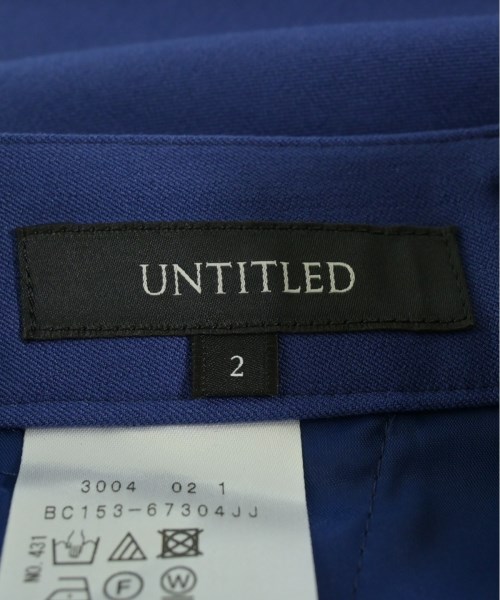 UNTITLED
2
3004 02 1
BC153-67304JJ
NO.431
F
W